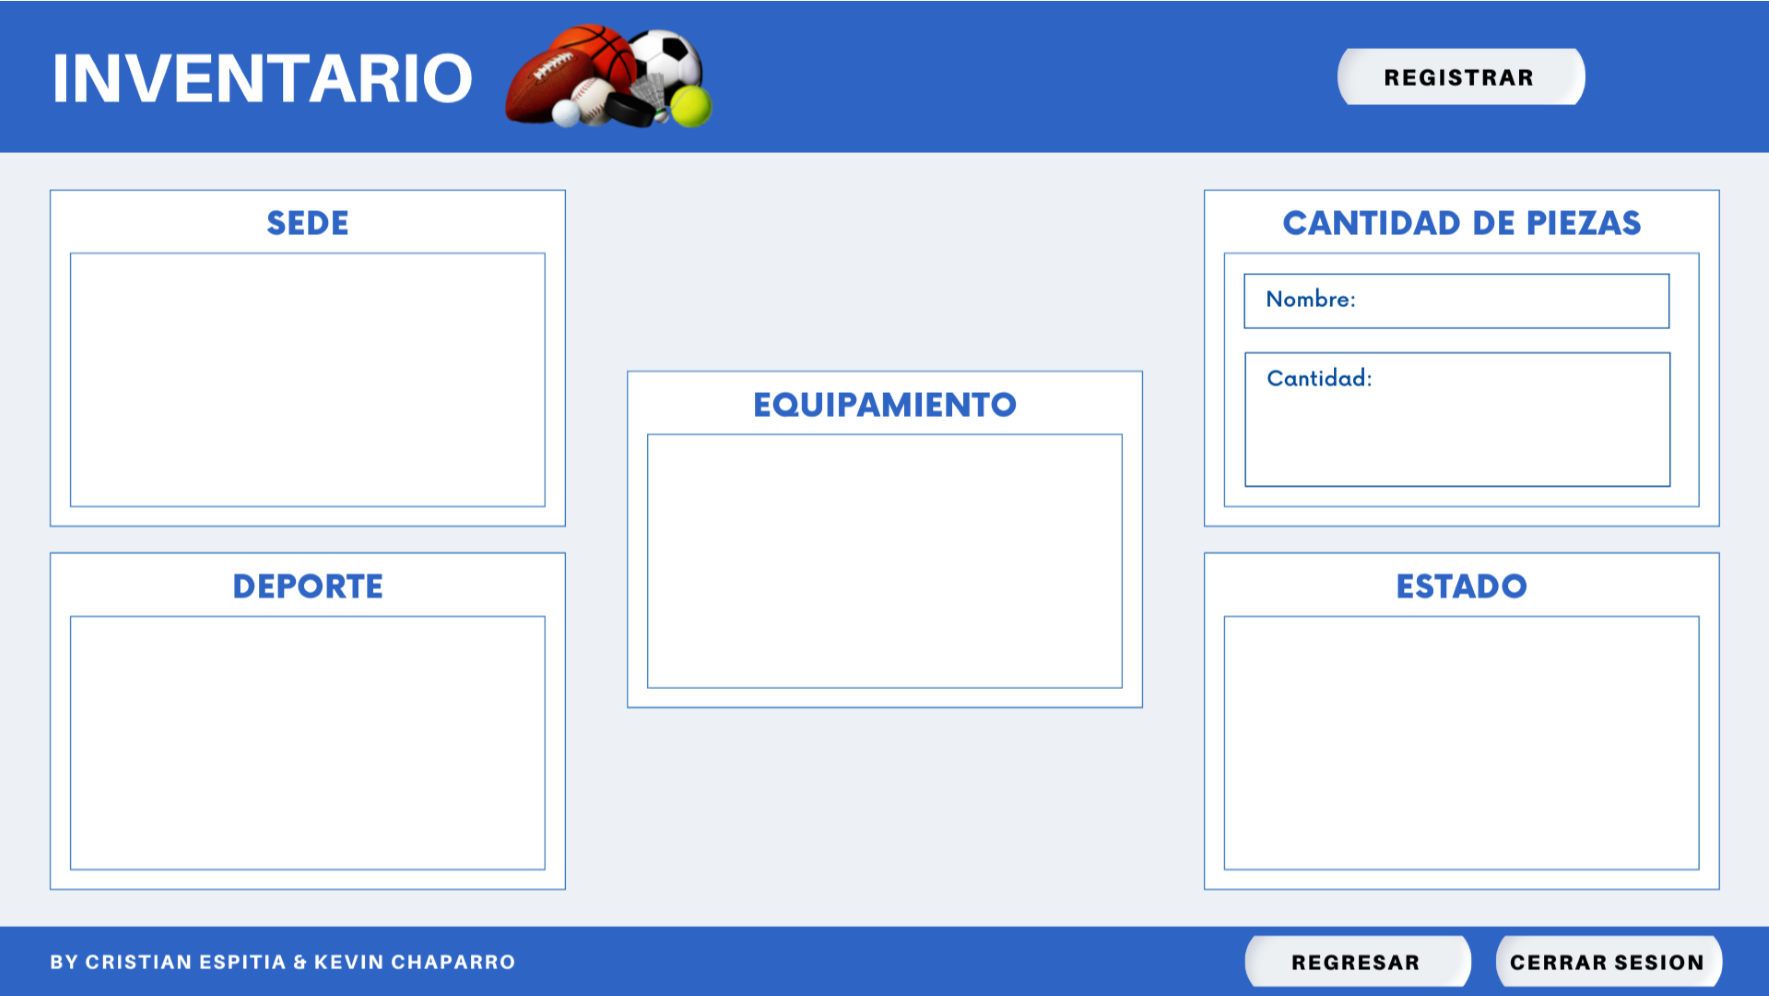 INVENTARIO
REGISTRAR
SEDE
CANTIDAD DE PIEZAS
Nombre:
Cantidad:
EQUIPAMIENTO
DEPORTE
ESTADO
BY CRISTIAN ESPITIA & KEVIN CHAPARRO
REGRESAR
CERRAR SESION